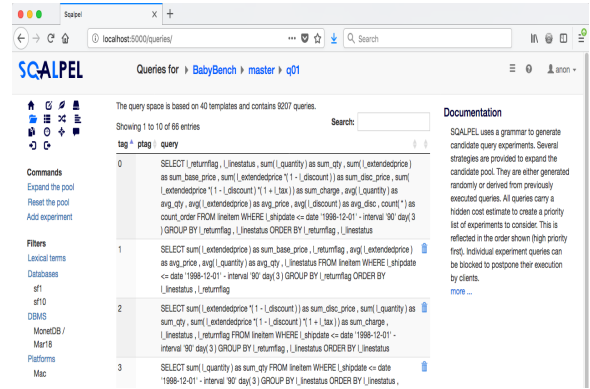 Sqalpel
localhost:5000/queries/
Search
SQALPEL
Queries for BabyBench master q01
anon
The query space is based on 40 templates and contains 9207 queries.
Showing 1 to 10 of 66 entries
Search:
tag ptag query
0
SELECT l_returnflag , l_linestatus , sum( l_quantity ) as sum_qty , sum( l_extendedprice )
as sum_base_price , sum( l_extendedprice *( 1 - l_discount ) ) as sum_disc_price , sum(
l_extendedprice *( 1 - l_discount ) *( 1 + l_tax ) ) as sum_charge , avg( l_quantity ) as
avg_qty , avg( l_extendedprice ) as avg_price , avg( l_discount ) as avg_disc , count( * ) as
count_order FROM lineitem WHERE l_shipdate <= date '1998-12-01' - interval '90' day( 3
) GROUP BY l_returnflag , l_linestatus ORDER BY l_returnflag , l_linestatus
1
SELECT sum( l_extendedprice ) as sum_base_price , l_returnflag , avg( l_extendedprice )
as avg_price , avg( l_quantity ) as avg_qty , l_linestatus FROM lineitem WHERE l_shipdate
<= date '1998-12-01' - interval '90' day( 3 ) GROUP BY l_returnflag ORDER BY
l_linestatus , l_returnflag
2
SELECT sum( l_extendedprice *( 1 - l_discount ) ) as sum_disc_price , sum( l_quantity ) as
sum_qty , sum( l_extendedprice *( 1 - l_discount ) *( 1 + l_tax ) ) as sum_charge ,
l_linestatus , l_returnflag FROM lineitem WHERE l_shipdate <= date '1998-12-01' -
interval '90' day( 3 ) GROUP BY l_returnflag , l_linestatus ORDER BY l_linestatus
3
SELECT sum( l_quantity ) as sum_qty FROM lineitem WHERE l_shipdate <= date
'1998-12-01' - interval '90' day( 3 ) GROUP BY l_linestatus ORDER BY l_linestatus ,
Commands
Expand the pool
Reset the pool
Add experiment
Filters
Lexical terms
Databases
sf1
sf10
DBMS
MonetDB /
Mar18
Platforms
Mac
Documentation
SQALPEL uses a grammar to generate
candidate query experiments. Several
strategies are provided to expand the
candidate pool. They are either generated
randomly or derived from previously
executed queries. All queries carry a
hidden cost estimate to create a priority
list of experiments to consider. This is
reflected in the order shown (high priority
first). Individual experiment queries can
be blocked to postpone their execution
by clients.
more ...